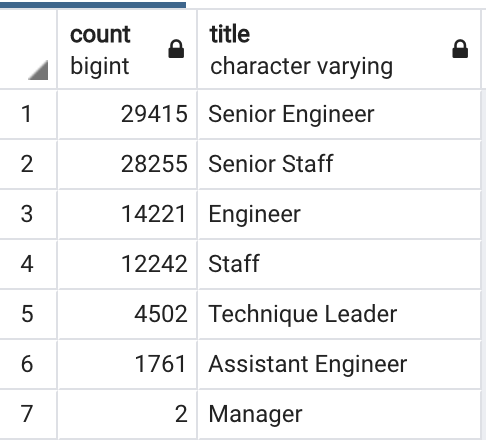 count title
bigint character varying
1 29415 Senior Engineer
2 28255 Senior Staff
3 14221 Engineer
4 12242 Staff
5 4502 Technique Leader
6 1761 Assistant Engineer
7 2 Manager